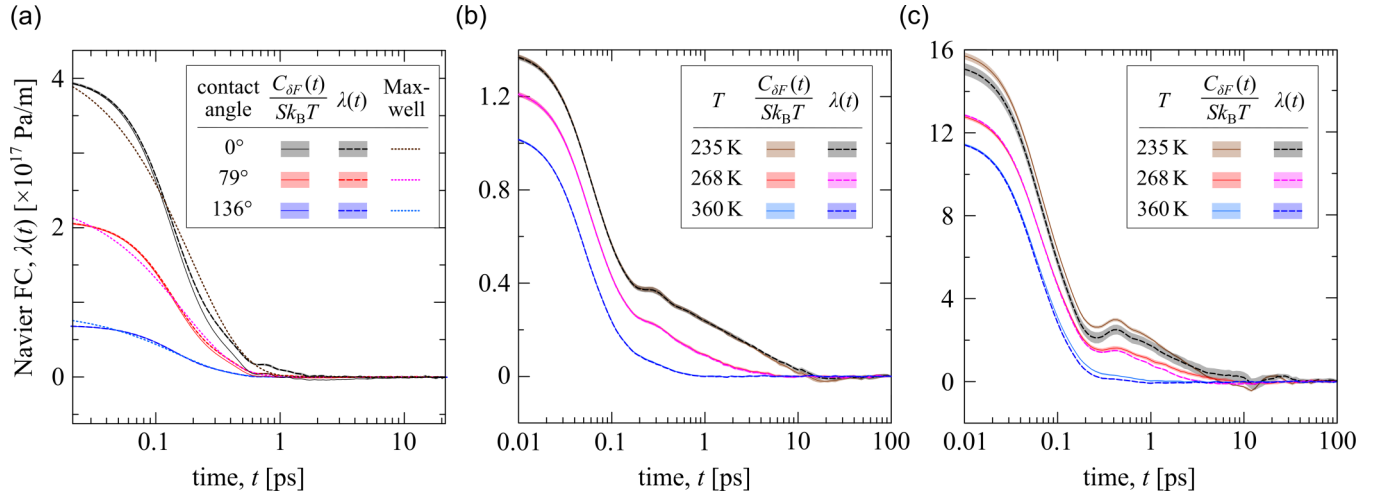 (a)
Navier FC, λ(t) [×10¹⁷ Pa/m]
4
2
0
0.1
1
10
time, t [ps]
contact angle
C_δF(t) / Sk_BT
λ(t)
Max-well
0°
79°
136°
(b)
1.2
0.8
0.4
0
0.01
0.1
1
10
100
time, t [ps]
T
C_δF(t) / Sk_BT
λ(t)
235 K
268 K
360 K
(c)
16
12
8
4
0
0.01
0.1
1
10
100
time, t [ps]
T
C_δF(t) / Sk_BT
λ(t)
235 K
268 K
360 K